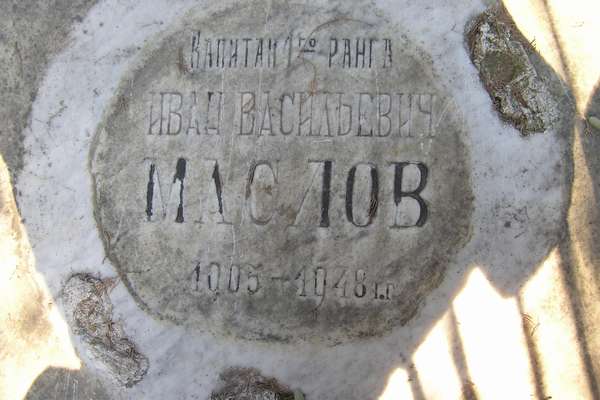 Капитан 1го ранга
ИВАН ВАСИЛЬЕВИЧ
МАСЛОВ
1905-1948 г.г